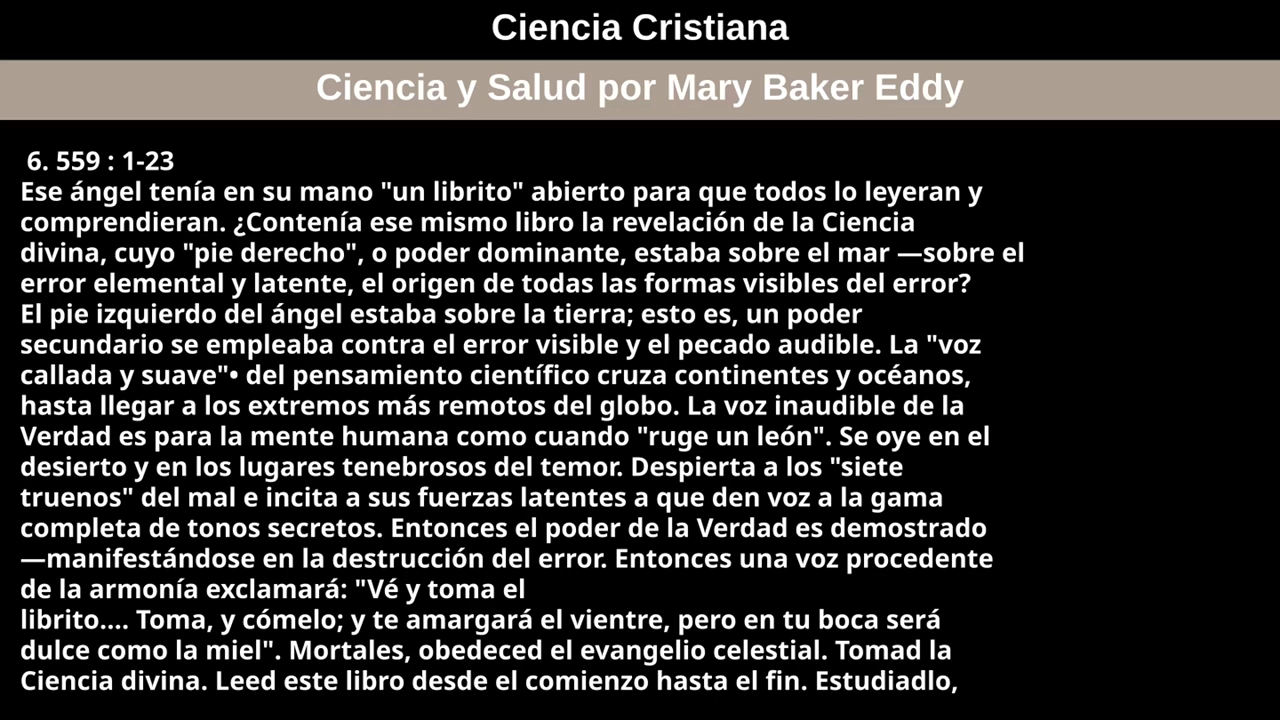 Ciencia Cristiana
Ciencia y Salud por Mary Baker Eddy
6. 559 : 1-23
Ese ángel tenía en su mano "un librito" abierto para que todos lo leyeran y
comprendieran. ¿Contenía ese mismo libro la revelación de la Ciencia
divina, cuyo "pie derecho", o poder dominante, estaba sobre el mar —sobre el
error elemental y latente, el origen de todas las formas visibles del error?
El pie izquierdo del ángel estaba sobre la tierra; esto es, un poder
secundario se empleaba contra el error visible y el pecado audible. La "voz
callada y suave"• del pensamiento científico cruza continentes y océanos,
hasta llegar a los extremos más remotos del globo. La voz inaudible de la
Verdad es para la mente humana como cuando "ruge un león". Se oye en el
desierto y en los lugares tenebrosos del temor. Despierta a los "siete
truenos" del mal e incita a sus fuerzas latentes a que den voz a la gama
completa de tonos secretos. Entonces el poder de la Verdad es demostrado
—manifestándose en la destrucción del error. Entonces una voz procedente
de la armonía exclamará: "Vé y toma el
librito.... Toma, y cómelo; y te amargará el vientre, pero en tu boca será
dulce como la miel". Mortales, obedeced el evangelio celestial. Tomad la
Ciencia divina. Leed este libro desde el comienzo hasta el fin. Estudiadlo,